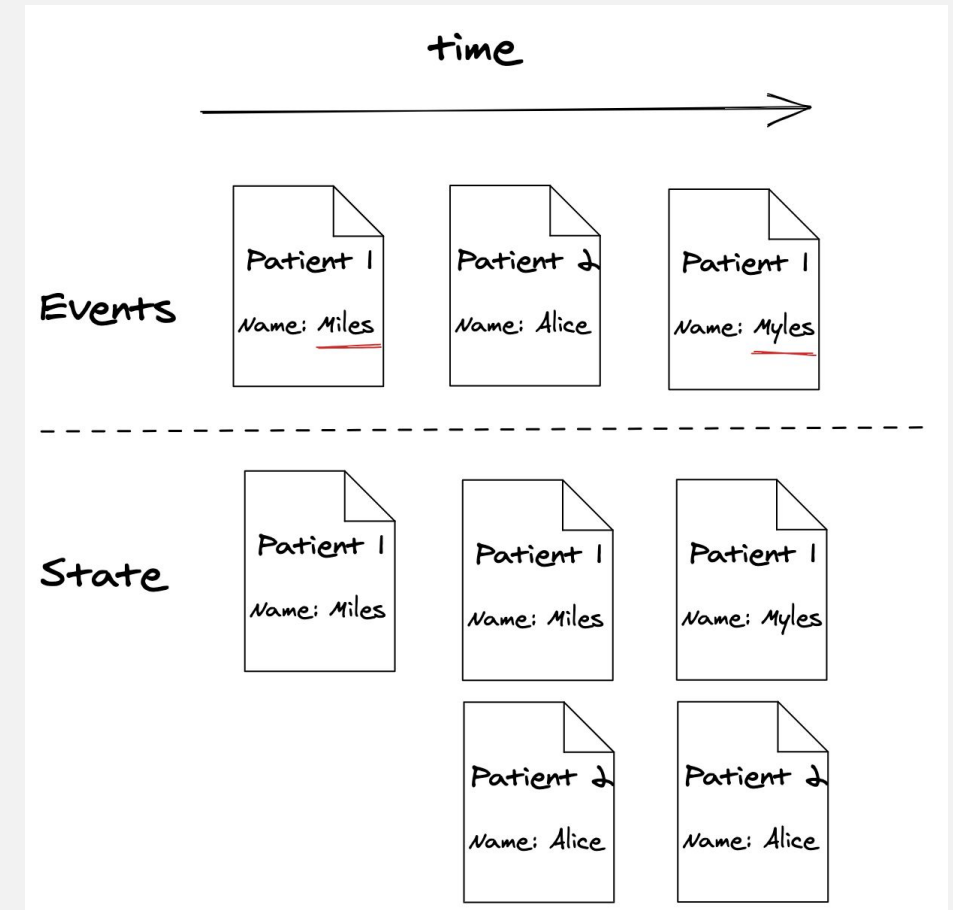 time
Patient 1
Name: Miles
Patient 2
Name: Alice
Patient 1
Name: Myles
Events
Patient 1
Name: Miles
Patient 1
Name: Miles
Patient 1
Name: Myles
State
Patient 2
Name: Alice
Patient 2
Name: Alice